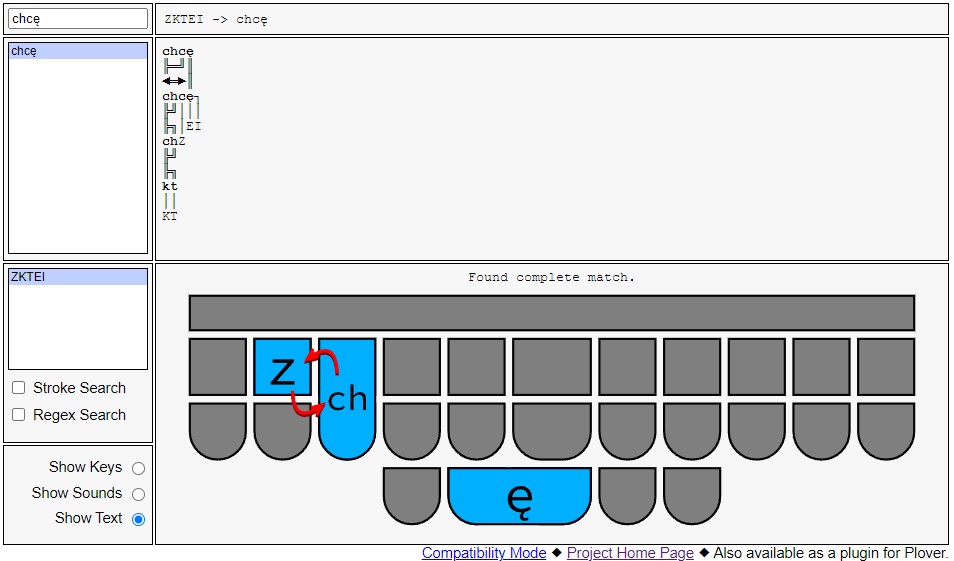 chcę
ZKTEI -> chcę
chcę
chcę
chcę
EI
chZ
kt
KT
ZKTEI
Stroke Search
Regex Search
Show Keys
Show Sounds
Show Text
Found complete match.
z
ch
ę
Compatibility Mode ◆ Project Home Page ◆ Also available as a plugin for Plover.